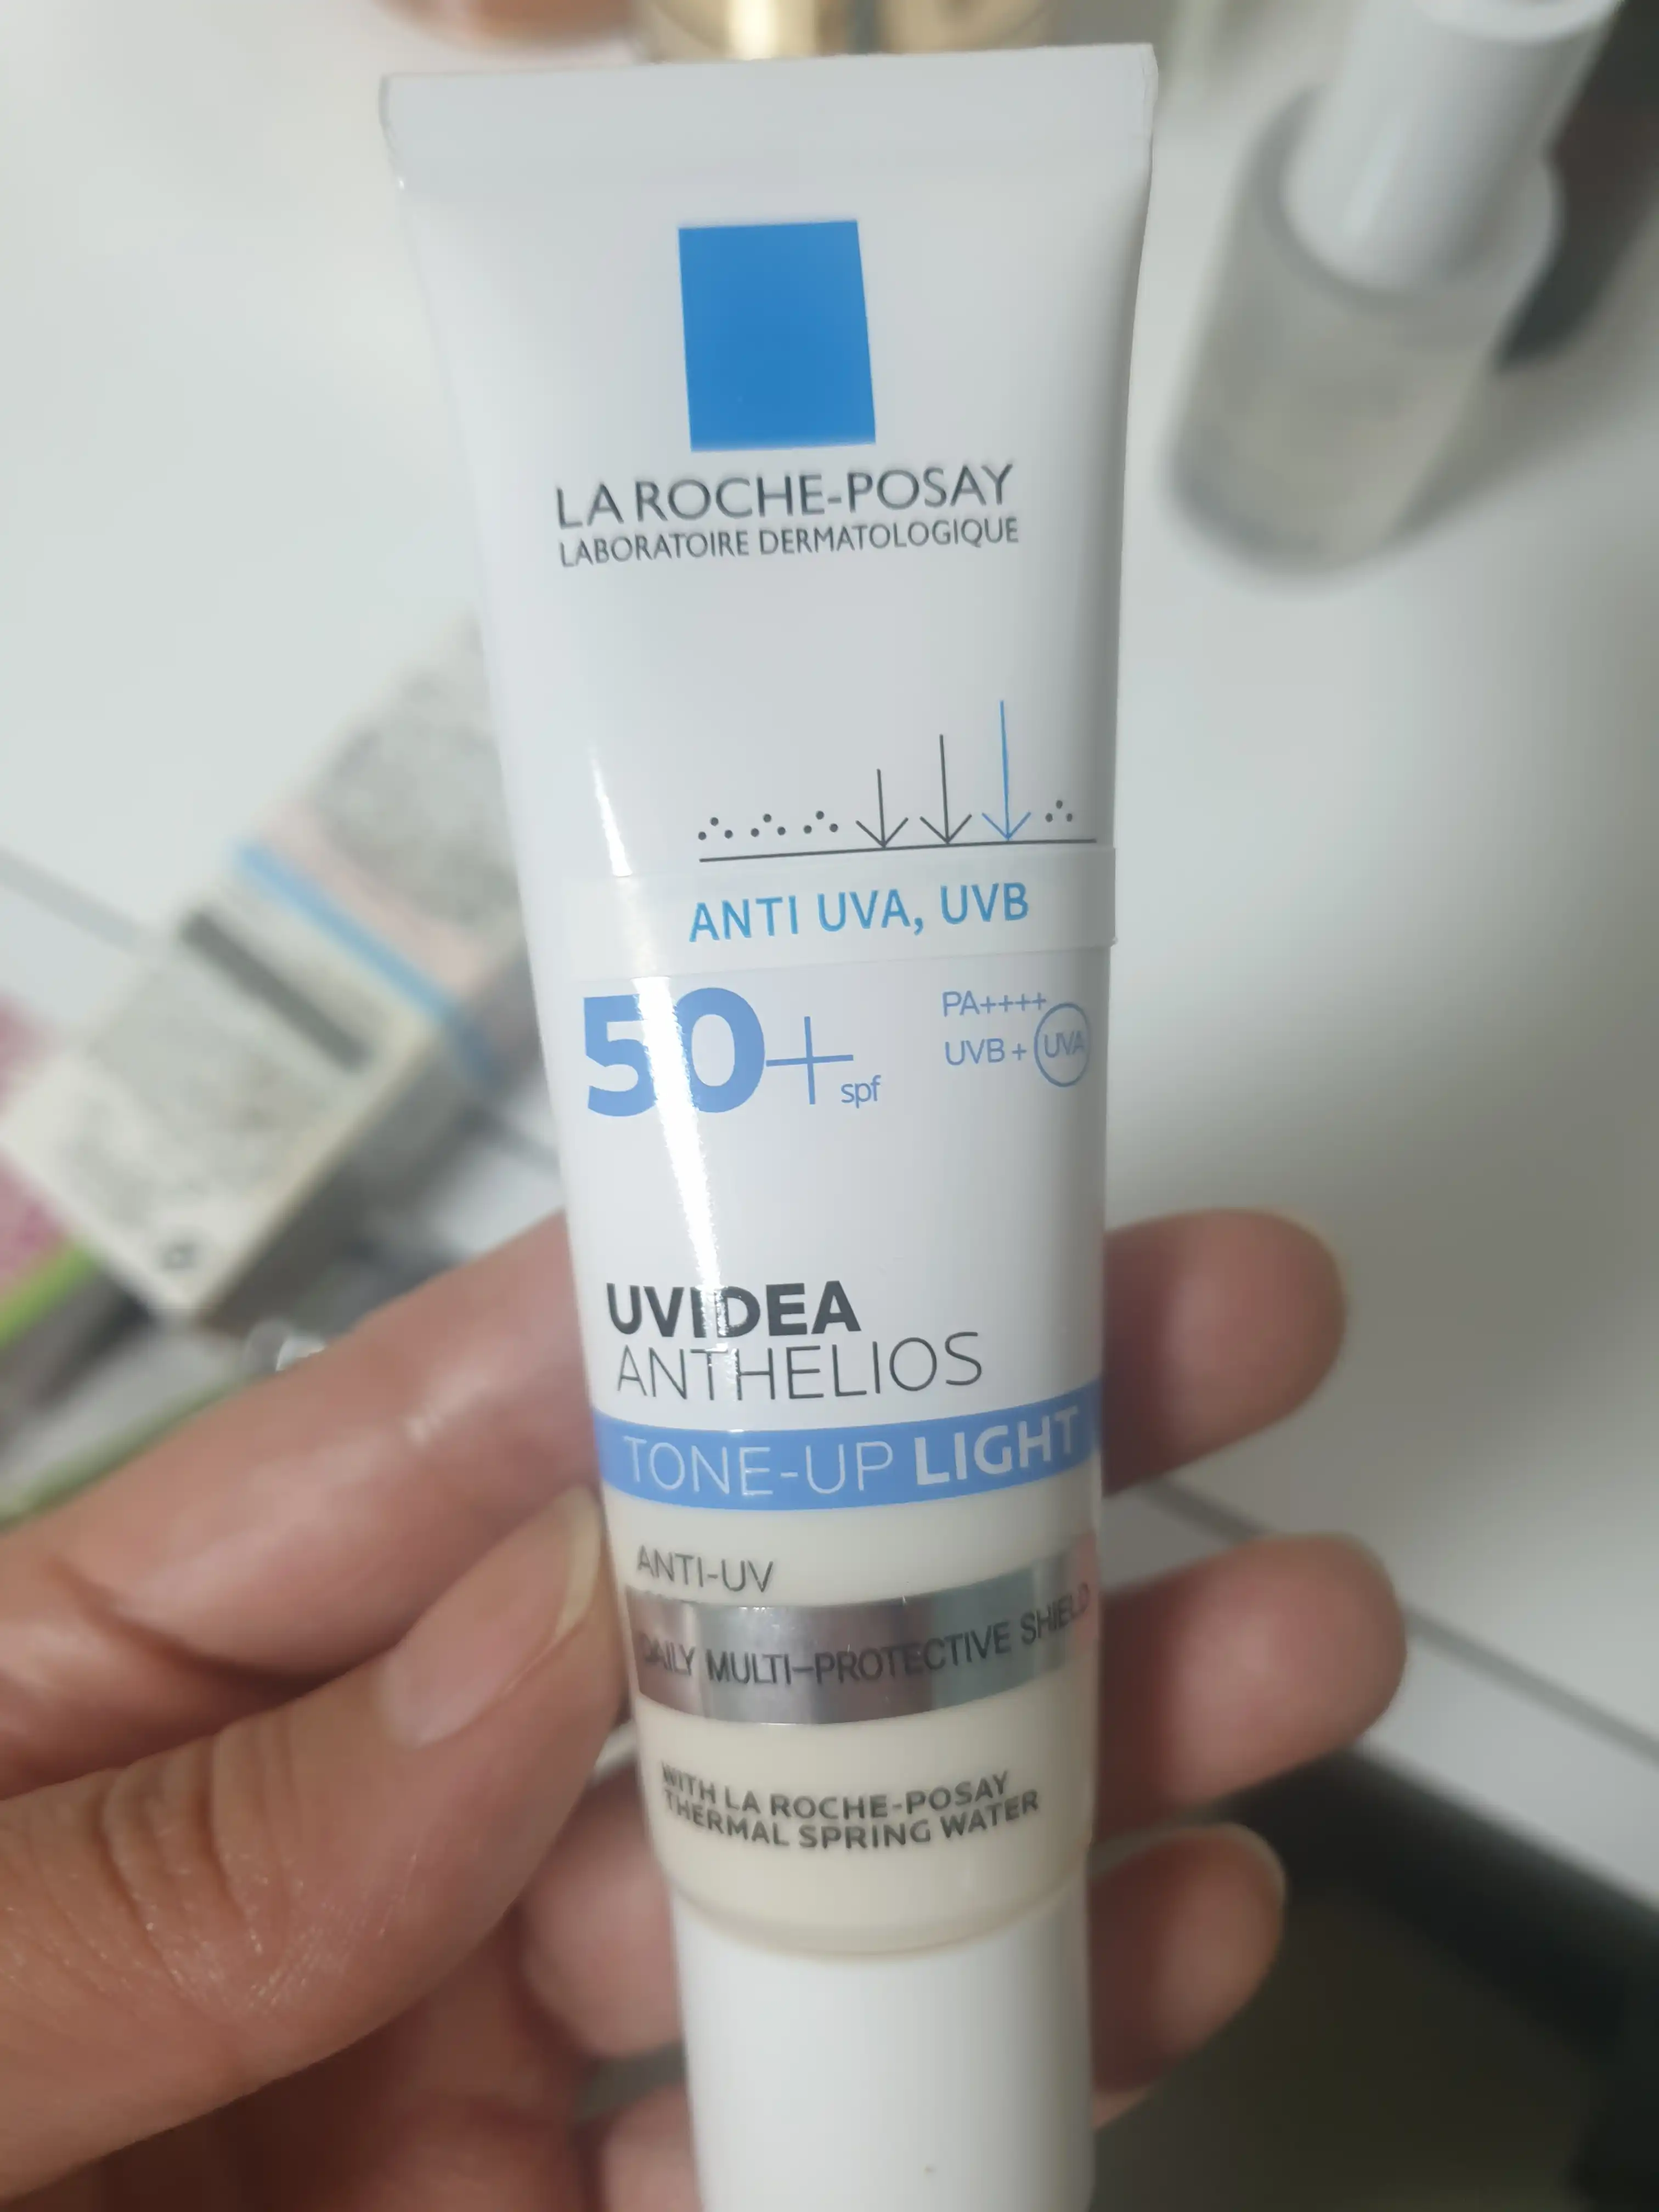 LA ROCHE-POSAY
LABORATOIRE DERMATOLOGIQUE
ANTI UVA, UVB
50+ spf
PA++++
UVB + UVA
UVIDEA
ANTHELIOS
TONE-UP LIGHT
ANTI-UV
DAILY MULTI-PROTECTIVE SHIELD
WITH LA ROCHE-POSAY
THERMAL SPRING WATER